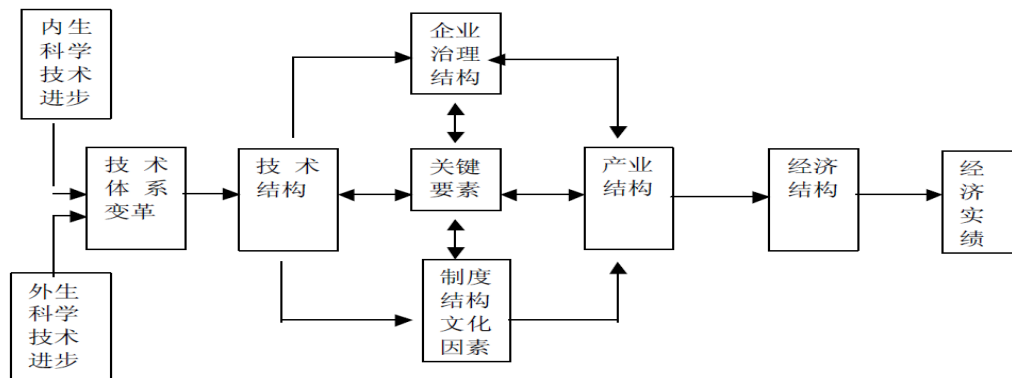 内生
科学
技术
进步
企业
治理
结构
技术
体系
变革
技术
结构
关键
要素
产业
结构
经济
结构
经
济
实
绩
外生
科学
技术
进步
制度
结构
文化
因素